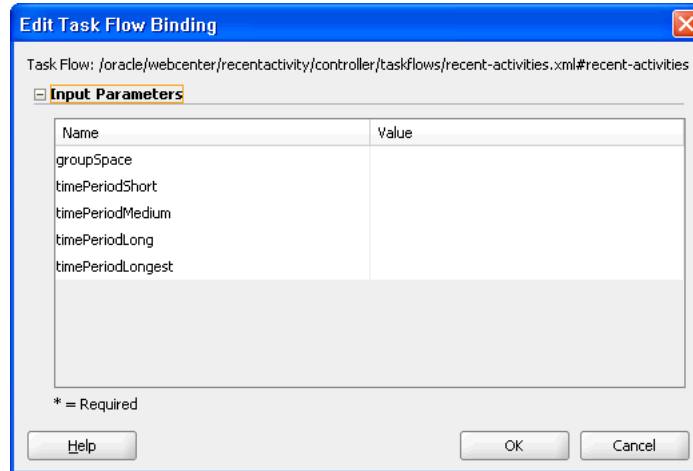 Edit Task Flow Binding
Task Flow: /oracle/webcenter/recentactivity/controller/taskflows/recent-activities.xml#recent-activities
Input Parameters
Name Value
groupSpace
timePeriodShort
timePeriodMedium
timePeriodLong
timePeriodLongest
* = Required
Help OK Cancel